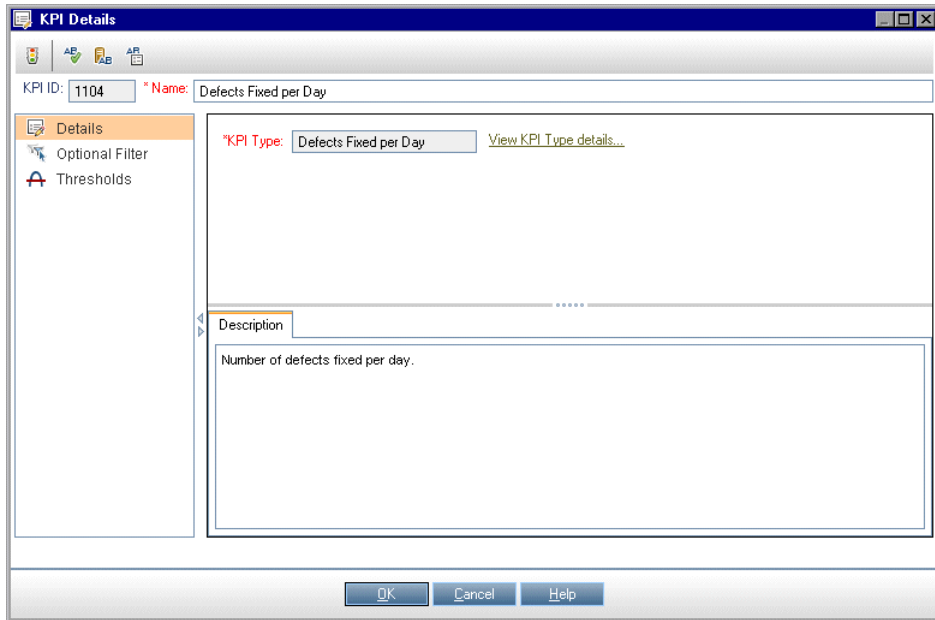 KPI Details
KPI ID: 1104 * Name: Defects Fixed per Day
Details
Optional Filter
Thresholds
*KPI Type: Defects Fixed per Day View KPI Type details...
Description
Number of defects fixed per day.
OK Cancel Help